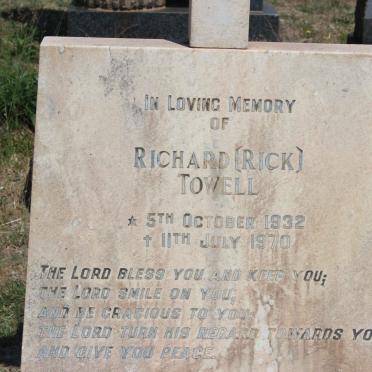 IN LOVING MEMORY
OF
RICHARD (RICK)
TOWELL
* 5TH OCTOBER 1932
† 11TH JULY 1970
THE LORD BLESS YOU AND KEEP YOU;
THE LORD SMILE ON YOU;
AND BE GRACIOUS TO YOU
THE LORD TURN HIS REGARD TOWARDS YO
AND GIVE YOU PEACE.